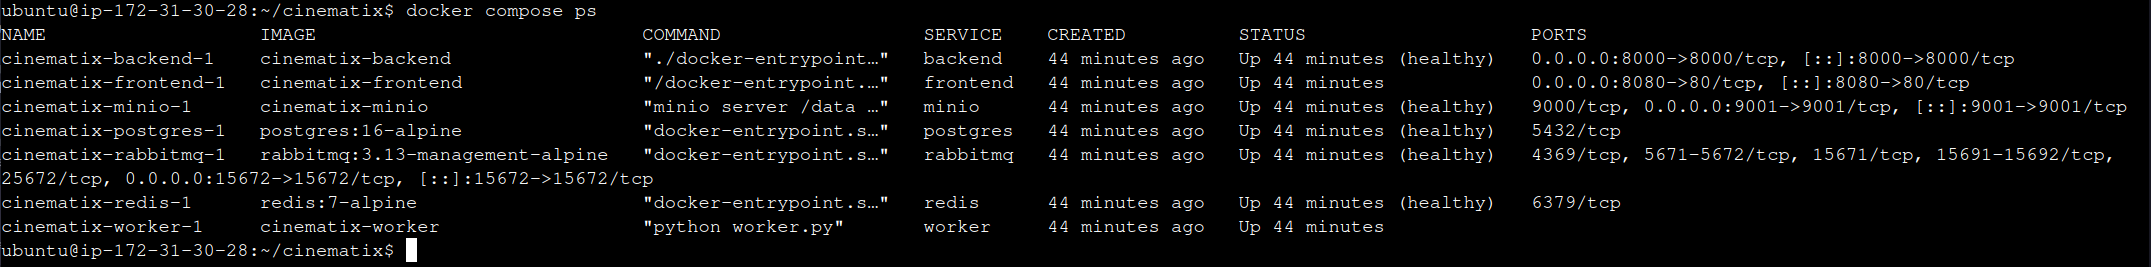 ubuntu@ip-172-31-30-28:~/cinematix$ docker compose ps
NAME                   IMAGE                             COMMAND                  SERVICE    CREATED          STATUS                    PORTS
cinematix-backend-1    cinematix-backend                 "./docker-entrypoint…"   backend    44 minutes ago   Up 44 minutes (healthy)   0.0.0.0:8000->8000/tcp, [::]:8000->8000/tcp
cinematix-frontend-1   cinematix-frontend                "/docker-entrypoint.…"   frontend   44 minutes ago   Up 44 minutes             0.0.0.0:8080->80/tcp, [::]:8080->80/tcp
cinematix-minio-1      cinematix-minio                   "minio server /data …"   minio      44 minutes ago   Up 44 minutes (healthy)   9000/tcp, 0.0.0.0:9001->9001/tcp, [::]:9001->9001/tcp
cinematix-postgres-1   postgres:16-alpine                "docker-entrypoint.s…"   postgres   44 minutes ago   Up 44 minutes (healthy)   5432/tcp
cinematix-rabbitmq-1   rabbitmq:3.13-management-alpine   "docker-entrypoint.s…"   rabbitmq   44 minutes ago   Up 44 minutes (healthy)   4369/tcp, 5671-5672/tcp, 15671/tcp, 15691-15692/tcp,
25672/tcp, 0.0.0.0:15672->15672/tcp, [::]:15672->15672/tcp
cinematix-redis-1      redis:7-alpine                    "docker-entrypoint.s…"   redis      44 minutes ago   Up 44 minutes (healthy)   6379/tcp
cinematix-worker-1     cinematix-worker                  "python worker.py"       worker     44 minutes ago   Up 44 minutes
ubuntu@ip-172-31-30-28:~/cinematix$